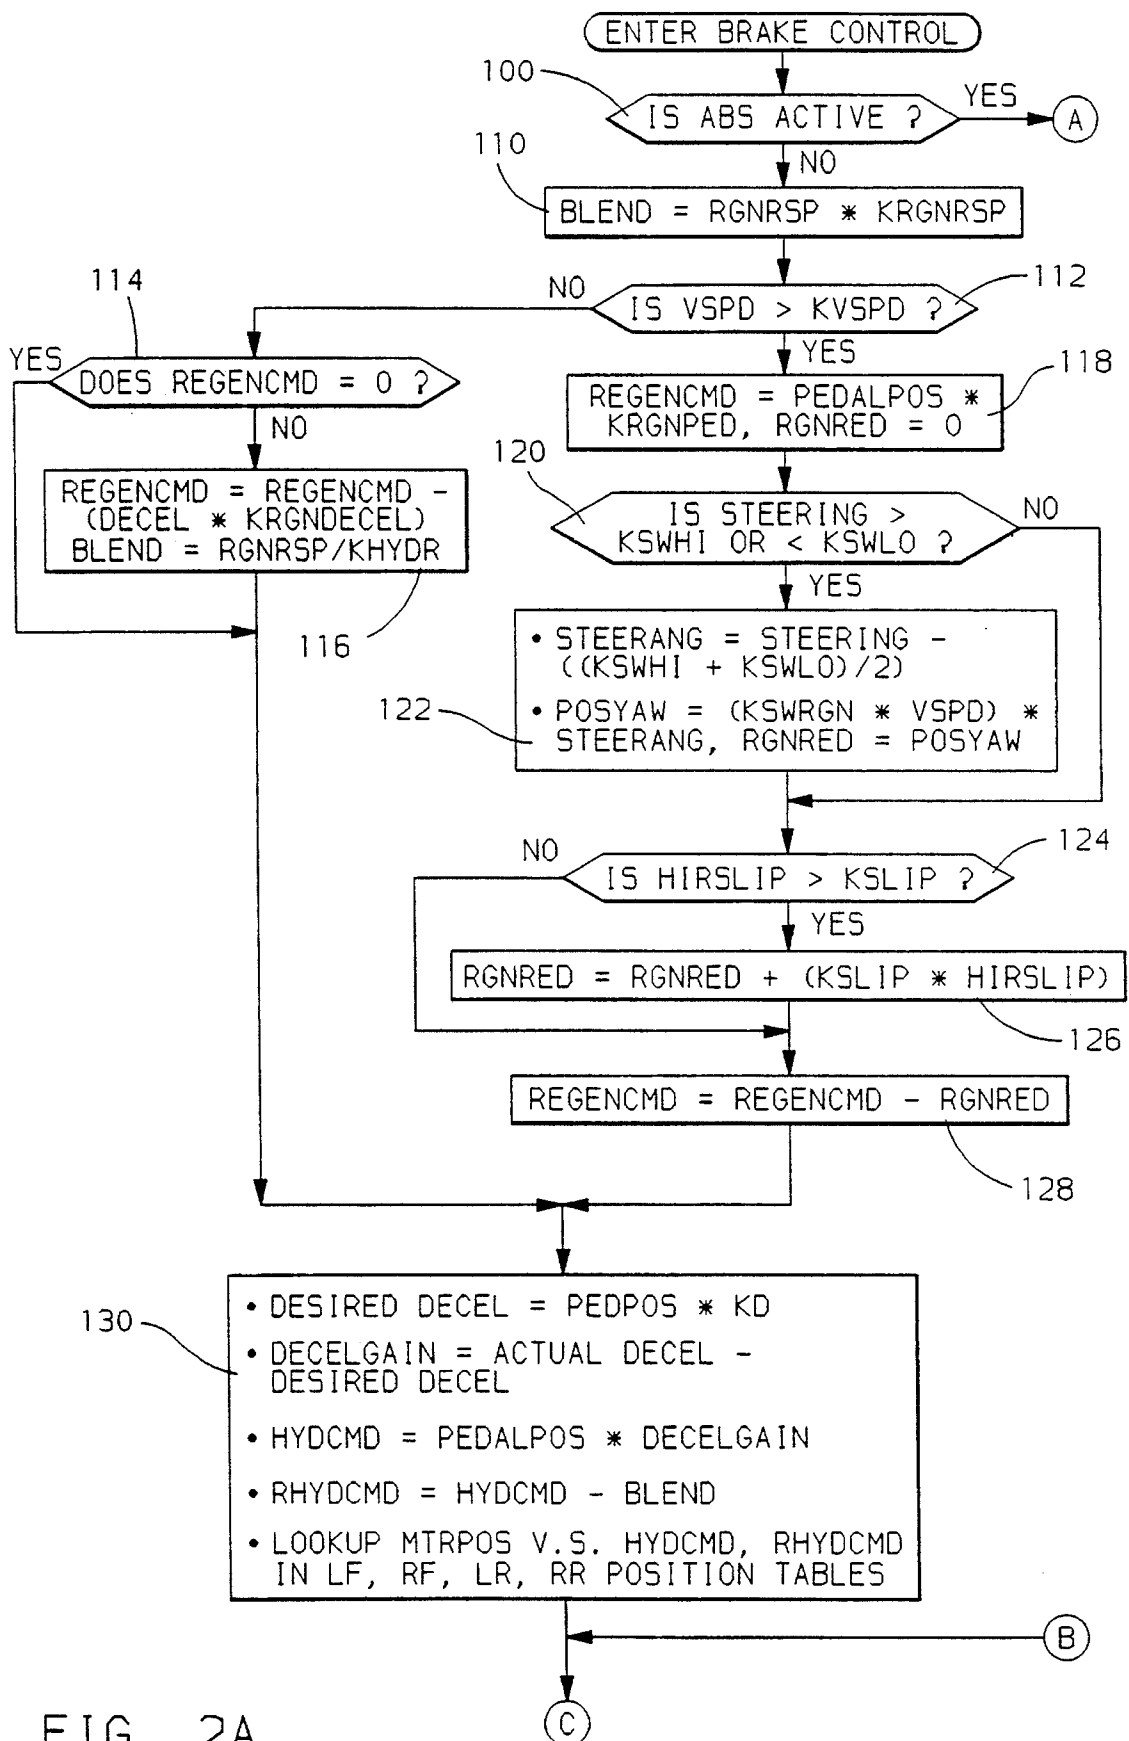 ENTER BRAKE CONTROL
100
IS ABS ACTIVE ?
YES
A
NO
110
BLEND = RGNRSP * KRGNRSP
112
IS VSPD > KVSPD ?
NO
YES
114
DOES REGENCMD = 0 ?
YES
NO
118
REGENCMD = PEDALPOS *
KRGNPED, RGNRED = 0
REGENCMD = REGENCMD -
(DECEL * KRGNDECEL)
BLEND = RGNRSP/KHYDR
116
120
IS STEERING >
KSWHI OR < KSWLO ?
NO
YES
• STEERANG = STEERING -
((KSWHI + KSWLO)/2)
• POSYAW = (KSWRGN * VSPD) *
STEERANG, RGNRED = POSYAW
122
124
IS HIRSLIP > KSLIP ?
NO
YES
RGNRED = RGNRED + (KSLIP * HIRSLIP)
126
REGENCMD = REGENCMD - RGNRED
128
130
• DESIRED DECEL = PEDPOS * KD
• DECELGAIN = ACTUAL DECEL -
DESIRED DECEL
• HYDCMD = PEDALPOS * DECELGAIN
• RHYDCMD = HYDCMD - BLEND
• LOOKUP MTRPOS V.S. HYDCMD, RHYDCMD
IN LF, RF, LR, RR POSITION TABLES
B
C
FIG. 2A